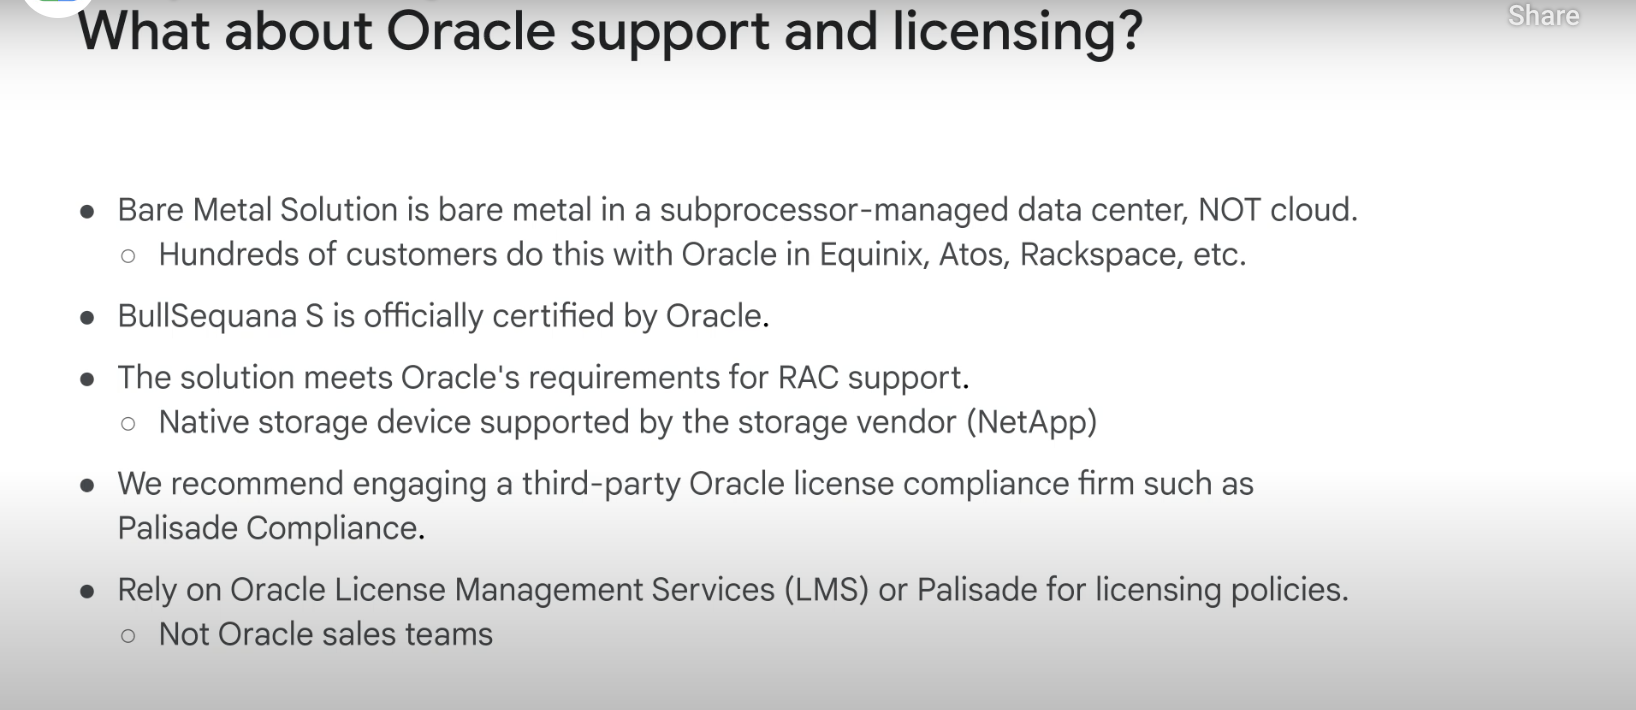 What about Oracle support and licensing?
Share
● Bare Metal Solution is bare metal in a subprocessor-managed data center, NOT cloud.
○ Hundreds of customers do this with Oracle in Equinix, Atos, Rackspace, etc.
● BullSequana S is officially certified by Oracle.
● The solution meets Oracle's requirements for RAC support.
○ Native storage device supported by the storage vendor (NetApp)
● We recommend engaging a third-party Oracle license compliance firm such as
Palisade Compliance.
● Rely on Oracle License Management Services (LMS) or Palisade for licensing policies.
○ Not Oracle sales teams